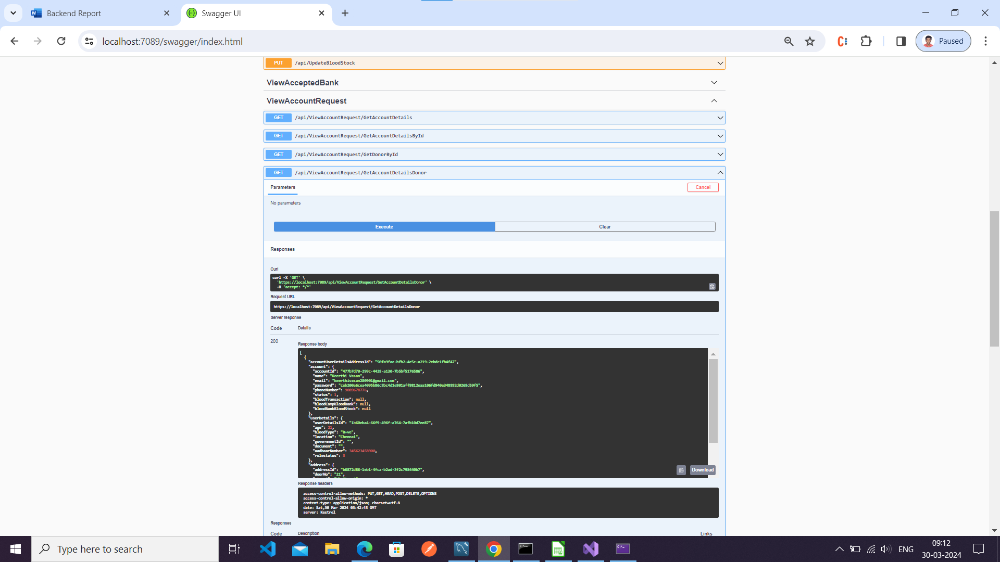 Backend Report
Swagger UI
localhost:7089/swagger/index.html
Paused
PUT /api/UpdateBloodStock
ViewAcceptedBank
ViewAccountRequest
GET /api/ViewAccountRequest/GetAccountDetails
GET /api/ViewAccountRequest/GetAccountDetailsById
GET /api/ViewAccountRequest/GetDonorById
GET /api/ViewAccountRequest/GetAccountDetailsDonor
Parameters
Cancel
No parameters
Execute
Clear
Responses
Curl
curl -X 'GET' \
'https://localhost:7089/api/ViewAccountRequest/GetAccountDetailsDonor' \
-H 'accept: */*'
Request URL
https://localhost:7089/api/ViewAccountRequest/GetAccountDetailsDonor
Server response
Code Details
200
Response body
[
{
"accountUserDetailsAddressId": "50fa9fae-bfb2-4e5c-a219-2ebdc1fb4f47",
"account": {
"accountId": "477b7d70-299c-4428-a130-7b5bf5176586",
"name": "Keerthi Vasan",
"email": "keerthivasan280901@gmail.com",
"password": "ceb200a6cea4095b86c8bc4d1e801aff9812eaa106fd940e348882d0268d59f5",
"phoneNumber": 9089678776,
"status": 1,
"bloodTransaction": null,
"bloodCampBloodBank": null,
"bloodBankBloodStock": null
},
"userDetails": {
"userDetailsId": "1b60eba4-66f9-496f-a764-7afb10d7ee87",
"age": 21,
"bloodType": "B+ve",
"location": "Chennai",
"governmentId": "",
"document": "",
"aadhaarNumber": 345623458900,
"rolestatus": 3
},
"address": {
"addressId": "b6872d86-1eb1-4fca-b2ad-3f2c798440b7",
"doorNo": "21",
Download
Response headers
access-control-allow-methods: PUT,GET,HEAD,POST,DELETE,OPTIONS
access-control-allow-origin: *
content-type: application/json; charset=utf-8
date: Sat,30 Mar 2024 03:42:45 GMT
server: Kestrel
Responses
Code Description Links
Type here to search
ENG
09:12
30-03-2024